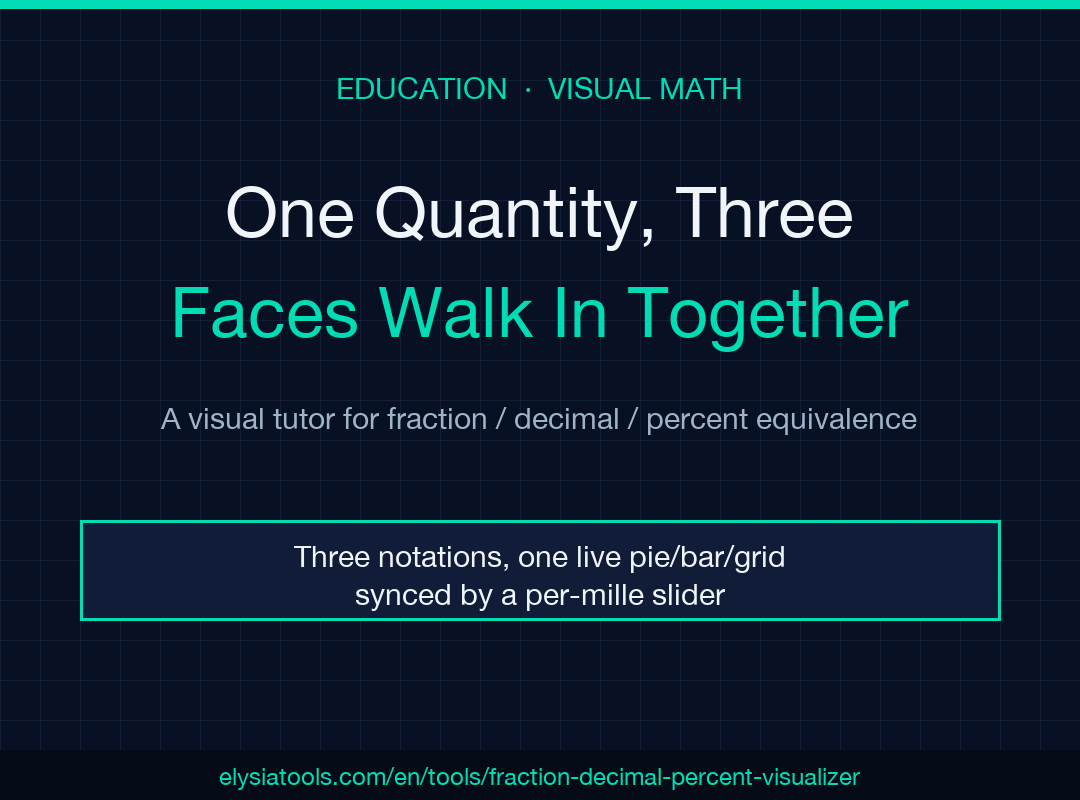 EDUCATION · VISUAL MATH
One Quantity, Three
Faces Walk In Together
A visual tutor for fraction / decimal / percent equivalence
Three notations, one live pie/bar/grid
synced by a per-mille slider
elysiatools.com/en/tools/fraction-decimal-percent-visualizer